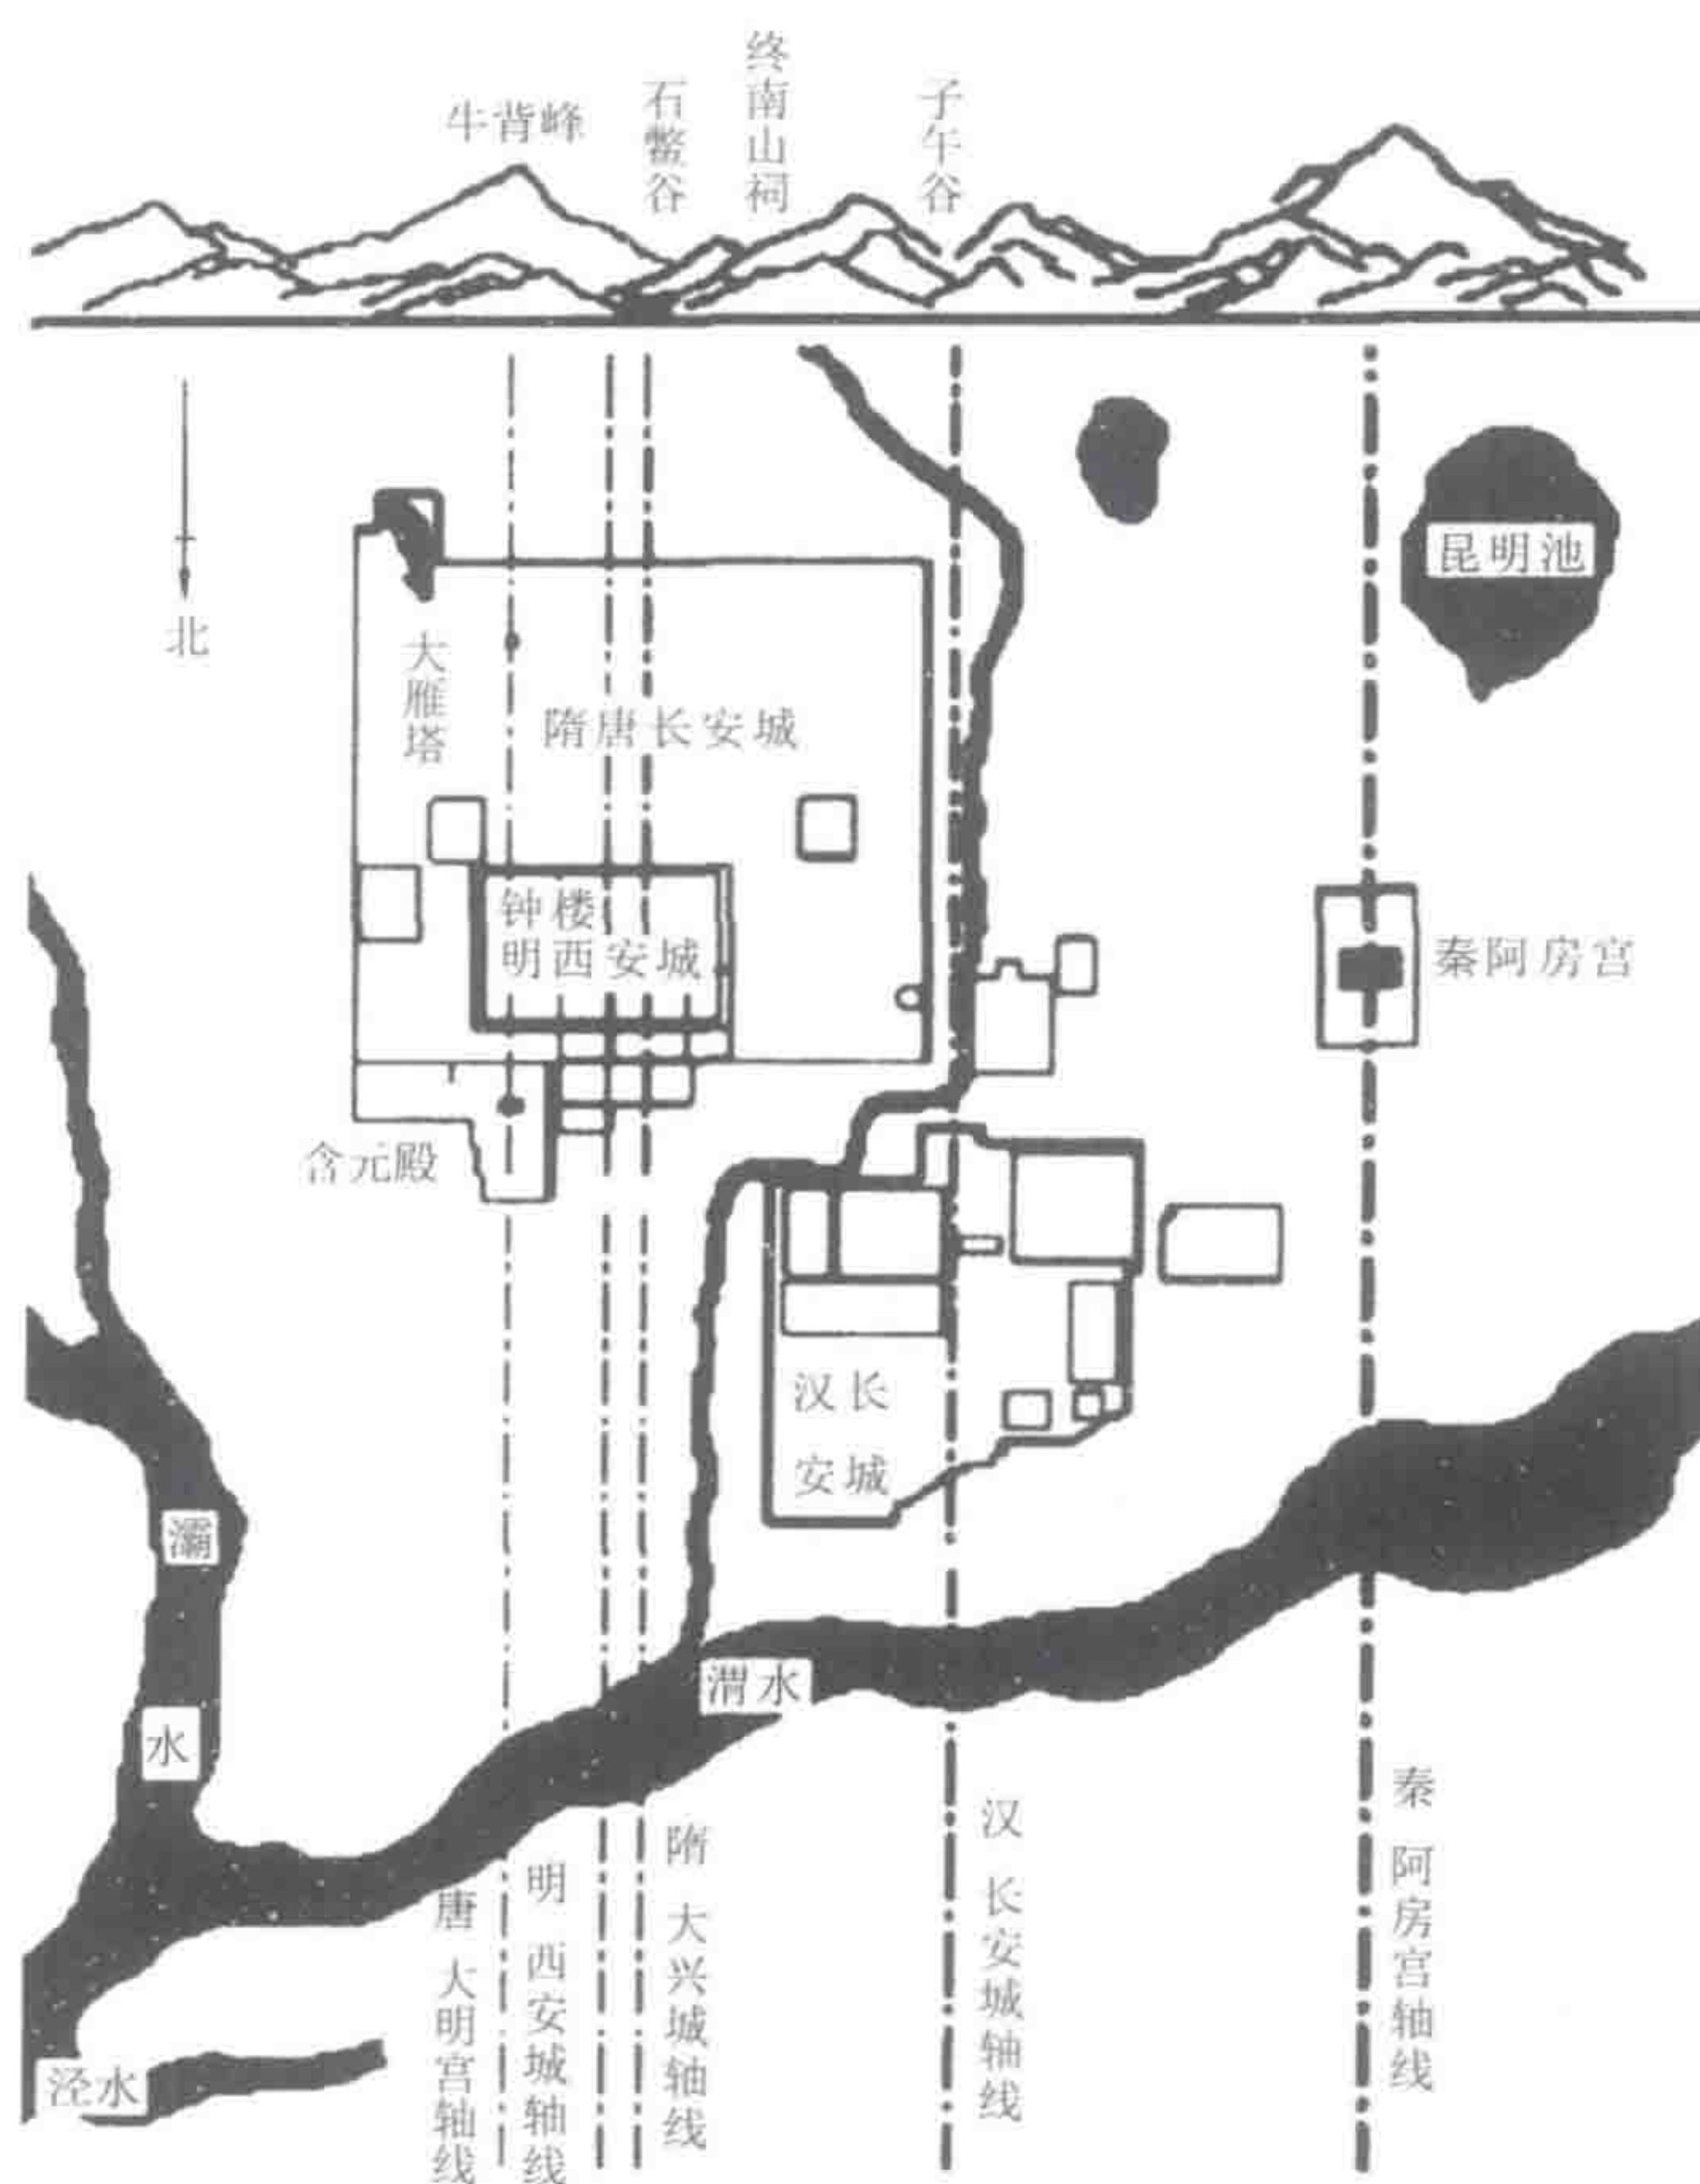 终南山祠
子午谷
石鳖谷
牛背峰
昆明池
北
大雁塔
隋唐长安城
钟楼
明西安城
秦阿房宫
含元殿
汉长
安城
灞
水
渭水
泾水
唐大明宫轴线
明西安城轴线
隋大兴城轴线
汉长安城轴线
秦阿房宫轴线